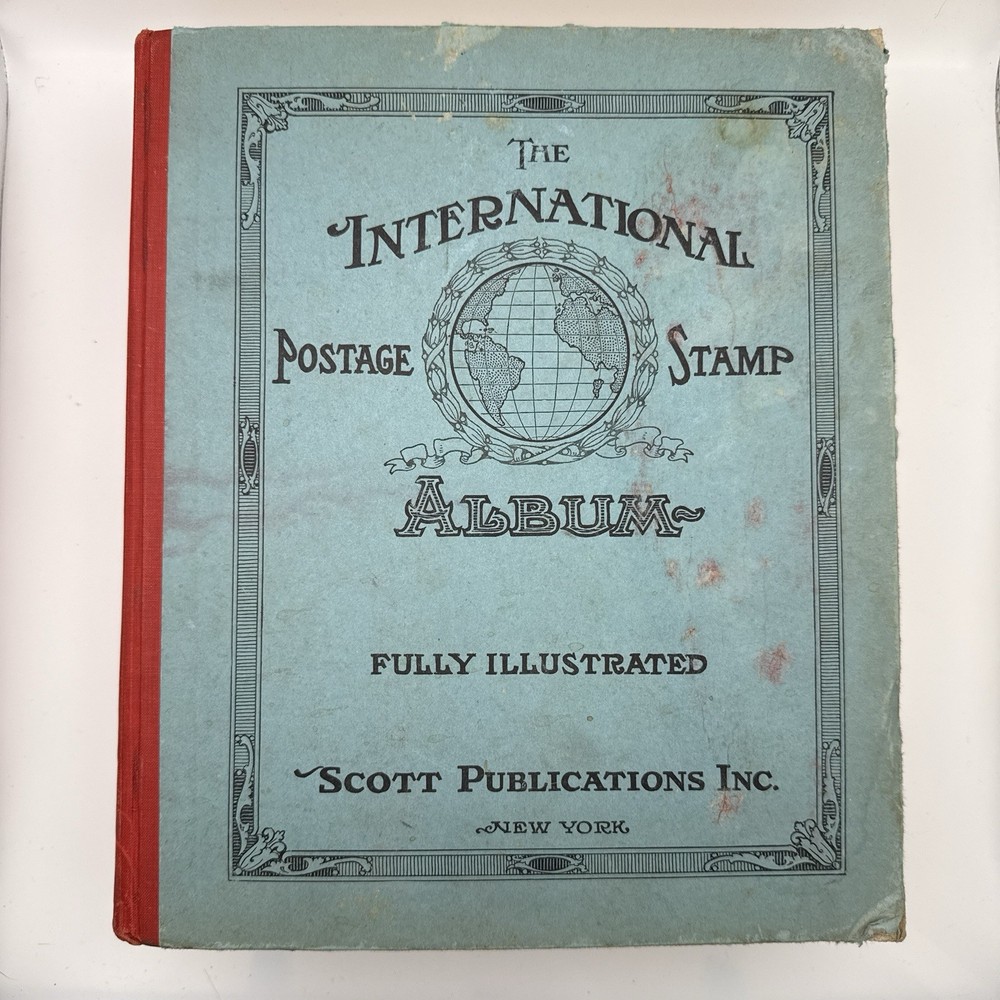 The
International
Postage Stamp
Album
FULLY ILLUSTRATED
Scott Publications Inc.
NEW YORK